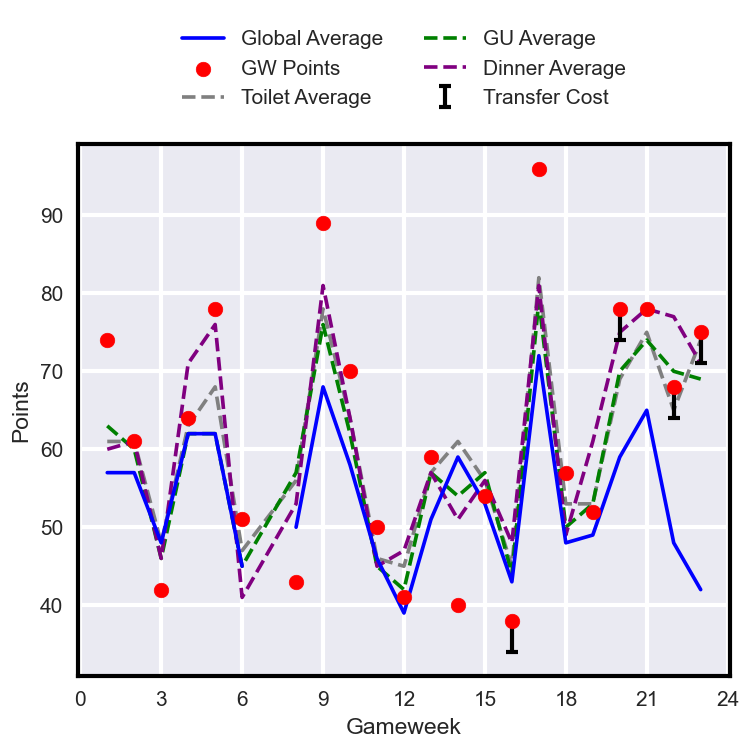 Global Average
GW Points
Toilet Average
GU Average
Dinner Average
Transfer Cost
Points
90
80
70
60
50
40
0 3 6 9 12 15 18 21 24
Gameweek